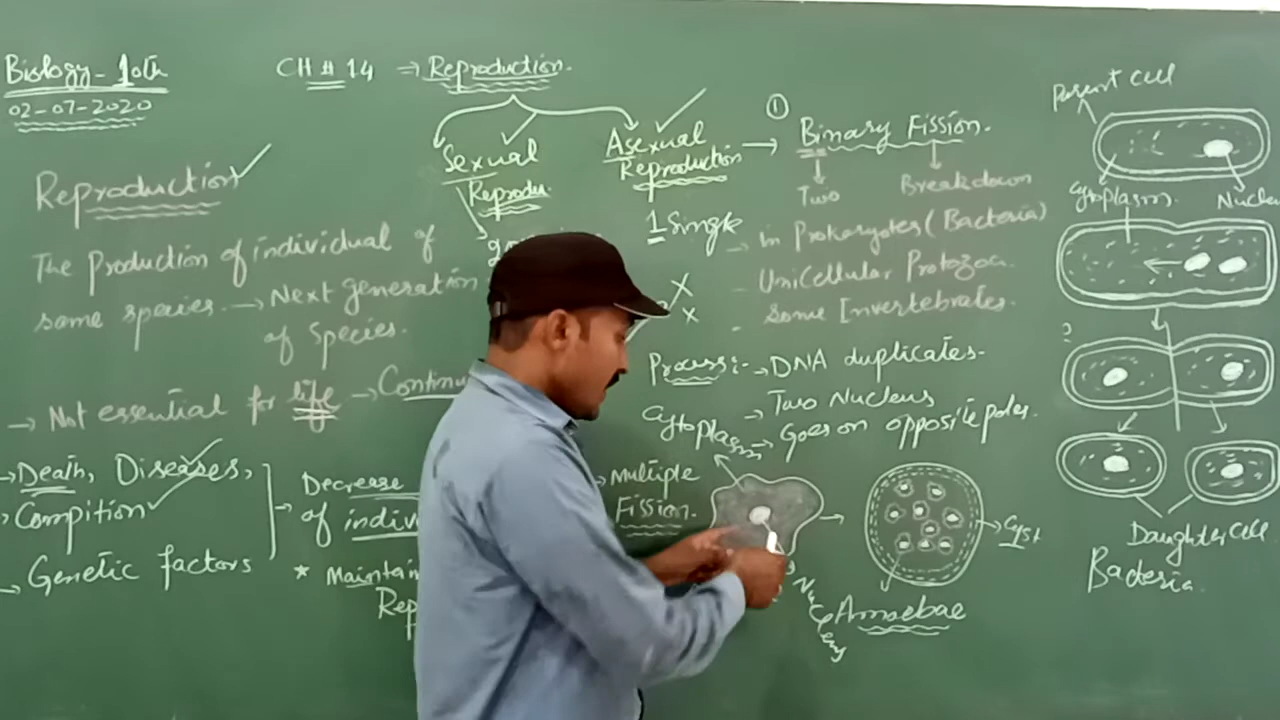 Biology - 10th
02-07-2020
CH # 14 → Reproduction.
Reproduction
The Production of individual of
same species. → Next generation
of Species.
→ Not essential for life → Continu
→ Death, Diseases,
→ Compition
→ Genetic factors
→ Decrease
of indiv
* Maintain
Rep
Sexual
Reprodu.
Asexual
Reproduction →
1 Single
x
x
① Binary Fission.
Two
Breakdown
→ In Prokaryotes (Bacteria)
- Unicellular Protozoa.
- Some Invertebrates.
Process:- → DNA duplicates.
→ Two Nucleus
→ Goes on opposite poles.
Cytoplasm
→ Multiple
Fission.
Cyst
Amoebae
Parent cell
Cytoplasm.
Nucleu
?
Daughter Cell
Bacteria.